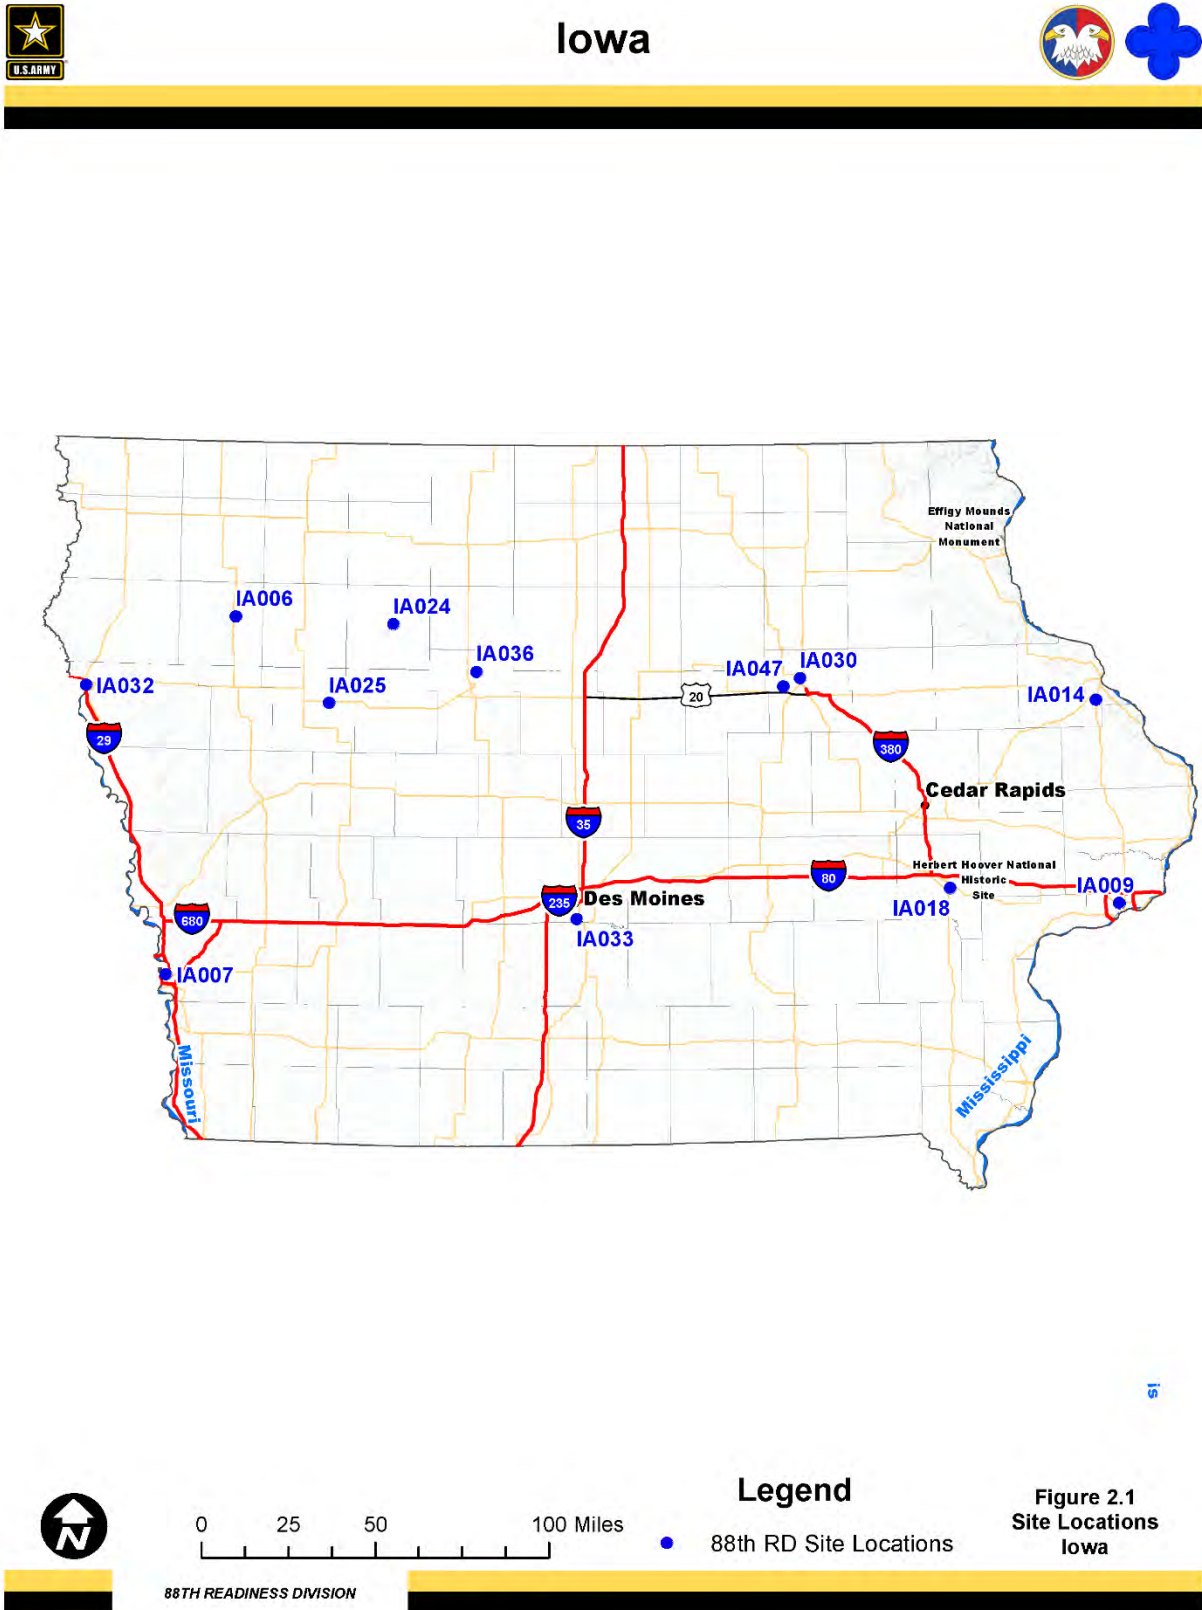 Iowa
U.S.ARMY
Effigy Mounds
National
Monument
IA006
IA024
IA036
IA047
IA030
IA032
IA025
20
IA014
29
380
Cedar Rapids
35
80
Herbert Hoover National
Historic
Site
IA009
235
Des Moines
IA018
680
IA033
IA007
Missouri
Mississippi
is
Legend
Figure 2.1
Site Locations
Iowa
0 25 50 100 Miles
88th RD Site Locations
N
88TH READINESS DIVISION